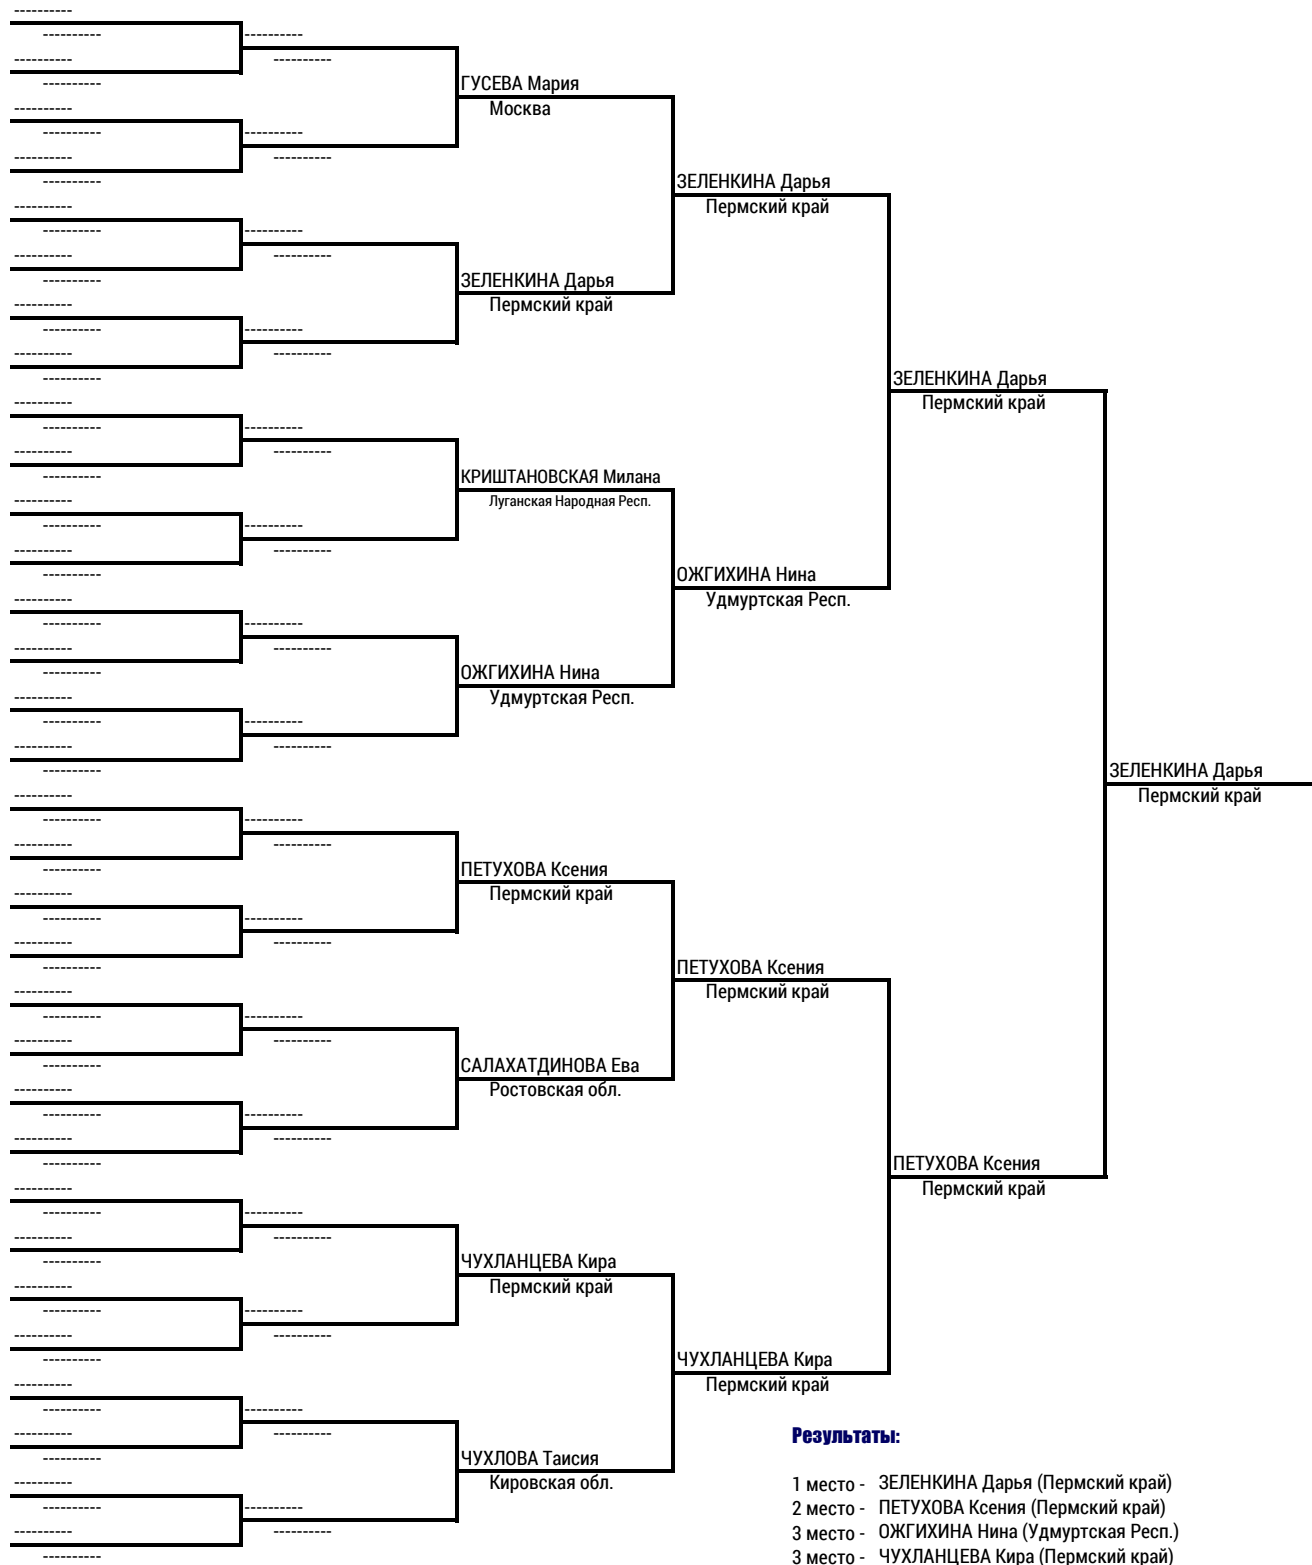 ----------
----------
----------
----------
----------
----------
ГУСЕВА Мария
Москва
----------
----------
----------
----------
----------
----------
ЗЕЛЕНКИНА Дарья
Пермский край
----------
----------
----------
----------
----------
----------
ЗЕЛЕНКИНА Дарья
Пермский край
----------
----------
----------
----------
----------
----------
ЗЕЛЕНКИНА Дарья
Пермский край
----------
----------
----------
----------
----------
----------
КРИШТАНОВСКАЯ Милана
Луганская Народная Респ.
----------
----------
----------
----------
----------
----------
ОЖГИХИНА Нина
Удмуртская Респ.
----------
----------
----------
----------
----------
----------
ОЖГИХИНА Нина
Удмуртская Респ.
----------
----------
----------
----------
----------
----------
ЗЕЛЕНКИНА Дарья
Пермский край
----------
----------
----------
----------
----------
----------
ПЕТУХОВА Ксения
Пермский край
----------
----------
----------
----------
----------
----------
ПЕТУХОВА Ксения
Пермский край
----------
----------
----------
----------
----------
----------
САЛАХАТДИНОВА Ева
Ростовская обл.
----------
----------
----------
----------
----------
----------
ПЕТУХОВА Ксения
Пермский край
----------
----------
----------
----------
----------
----------
ЧУХЛАНЦЕВА Кира
Пермский край
----------
----------
----------
----------
----------
----------
ЧУХЛАНЦЕВА Кира
Пермский край
----------
----------
----------
----------
----------
----------
ЧУХЛОВА Таисия
Кировская обл.
----------
----------
----------
----------
----------
----------
Результаты:
1 место - ЗЕЛЕНКИНА Дарья (Пермский край)
2 место - ПЕТУХОВА Ксения (Пермский край)
3 место - ОЖГИХИНА Нина (Удмуртская Респ.)
3 место - ЧУХЛАНЦЕВА Кира (Пермский край)